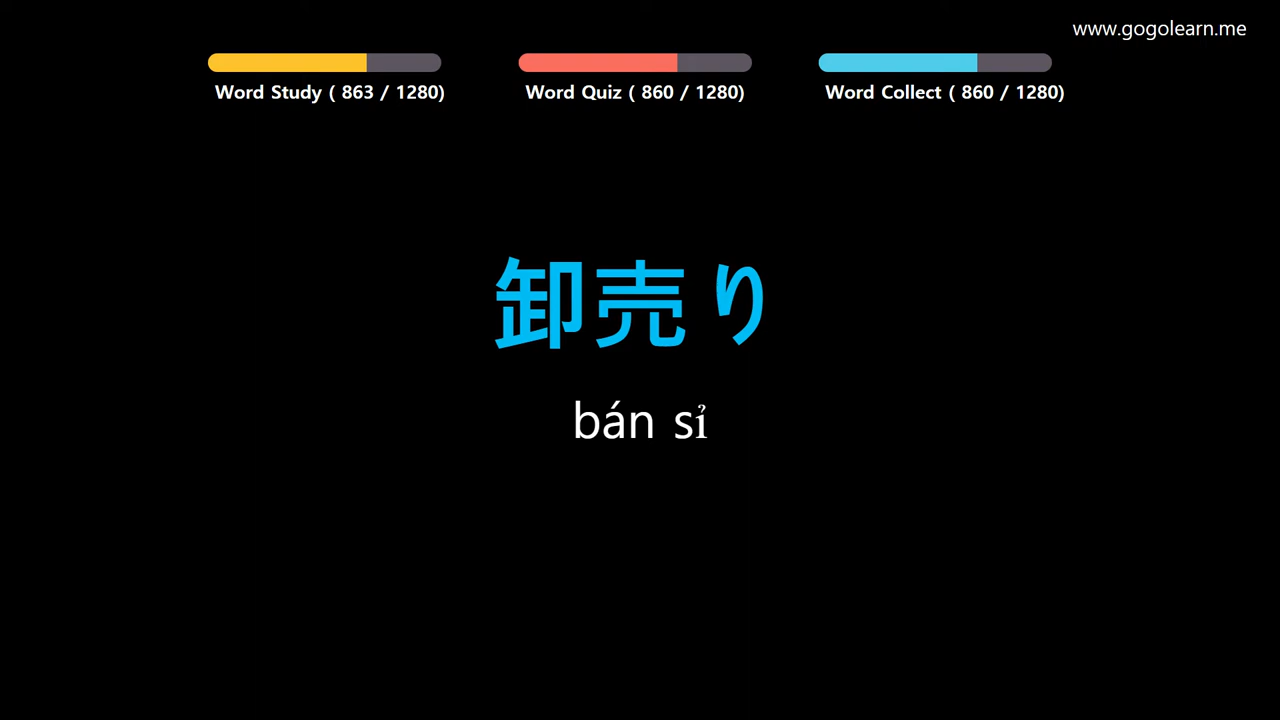 www.gogolearn.me
Word Study ( 863 / 1280)
Word Quiz ( 860 / 1280)
Word Collect ( 860 / 1280)
卸売り
bán sỉ